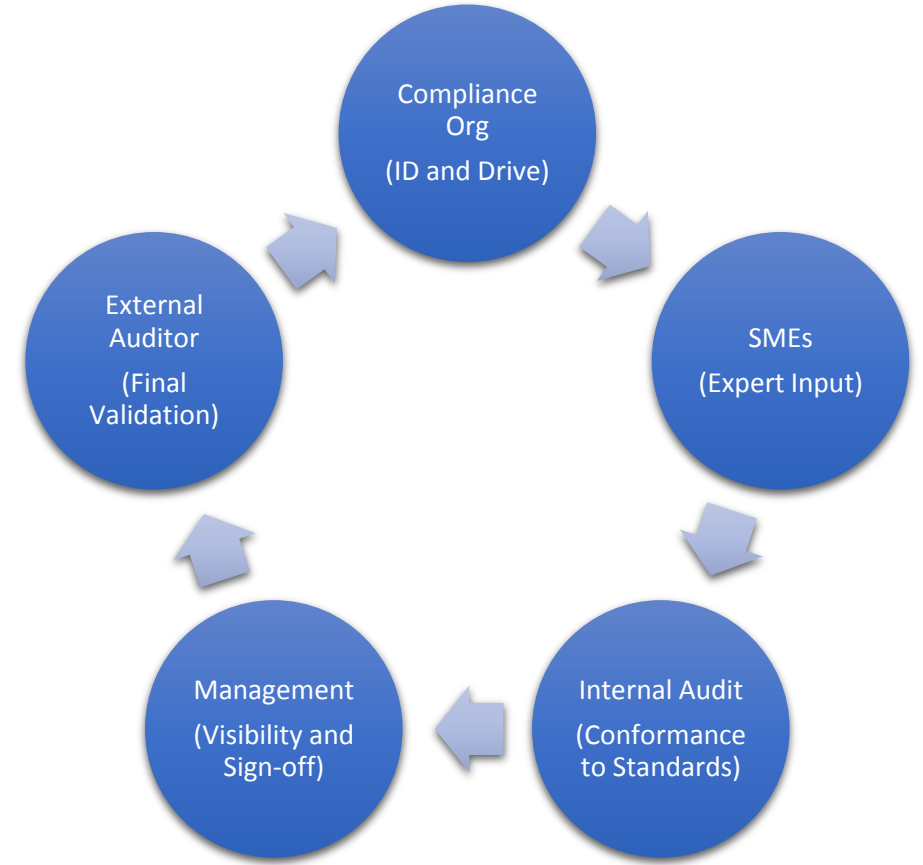 Compliance
Org
(ID and Drive)
SMEs
(Expert Input)
Internal Audit
(Conformance
to Standards)
Management
(Visibility and
Sign-off)
External
Auditor
(Final
Validation)